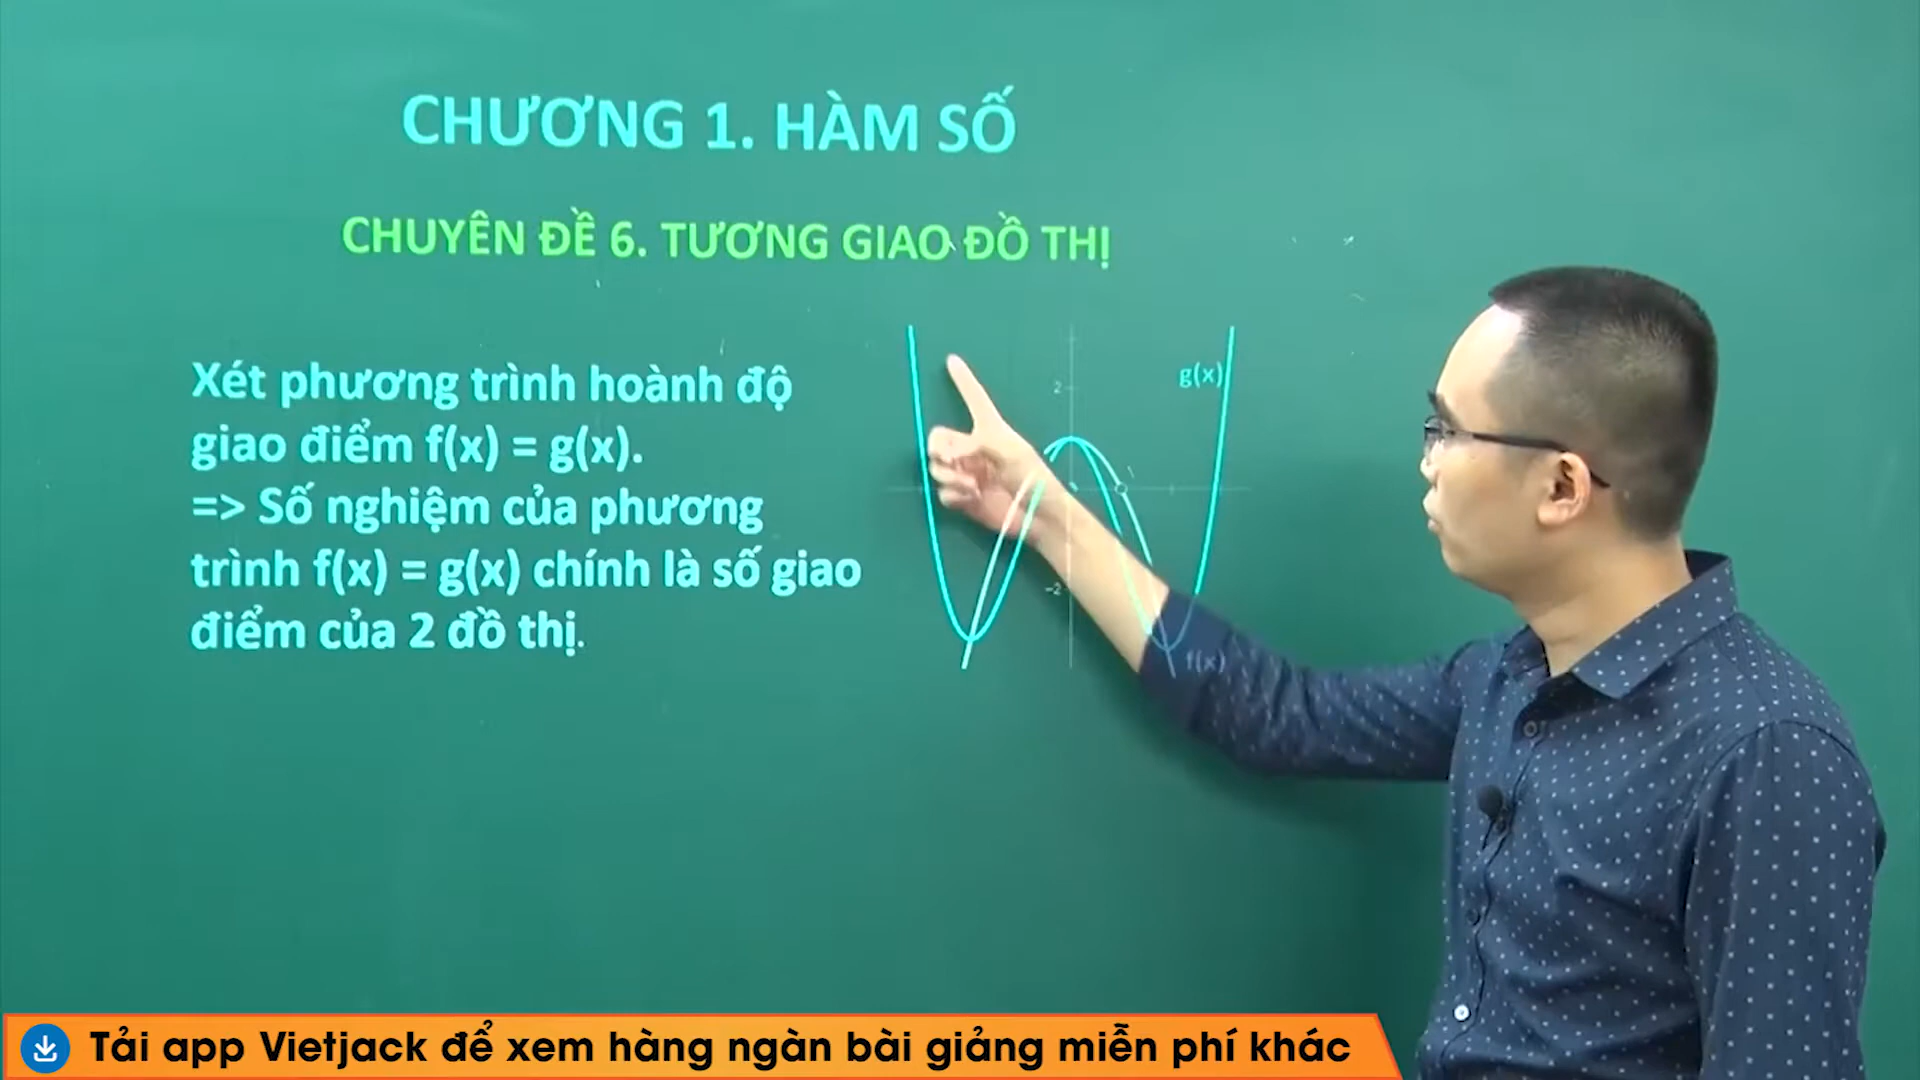 CHƯƠNG 1. HÀM SỐ
CHUYÊN ĐỀ 6. TƯƠNG GIAO ĐỒ THỊ
Xét phương trình hoành độ
giao điểm f(x) = g(x).
=> Số nghiệm của phương
trình f(x) = g(x) chính là số giao
điểm của 2 đồ thị.
g(x)
2
-2
f(x)
Tải app Vietjack để xem hàng ngàn bài giảng miễn phí khác